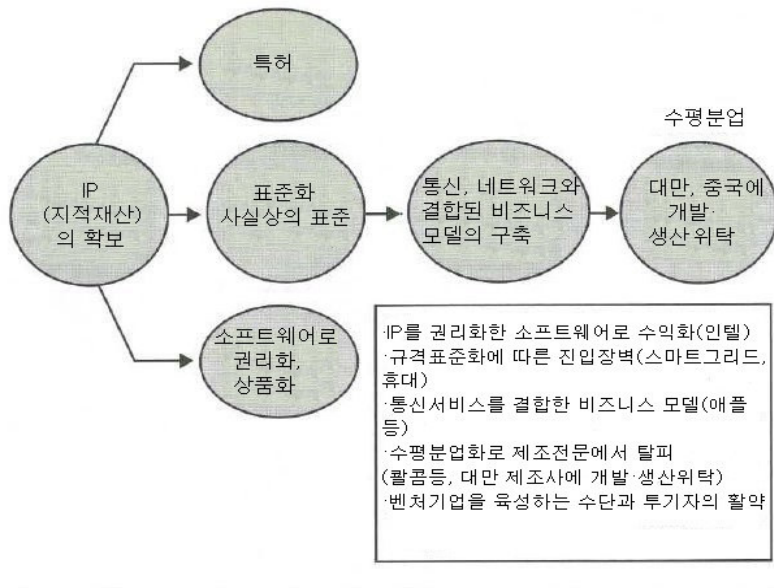 특허
수평분업
IP
(지적재산)
의 확보
표준화
사실상의 표준
통신, 네트워크와
결합된 비즈니스
모델의 구축
대만, 중국에
개발·
생산위탁
소프트웨어로
권리화,
상품화
·IP를 권리화한 소프트웨어로 수익화(인텔)
·규격표준화에 따른 진입장벽(스마트그리드,
휴대)
·통신서비스를 결합한 비즈니스 모델(애플
등)
·수평분업화로 제조전문에서 탈피
(콸콤등, 대만 제조사에 개발·생산위탁)
·벤처기업을 육성하는 수단과 투기자의 활약